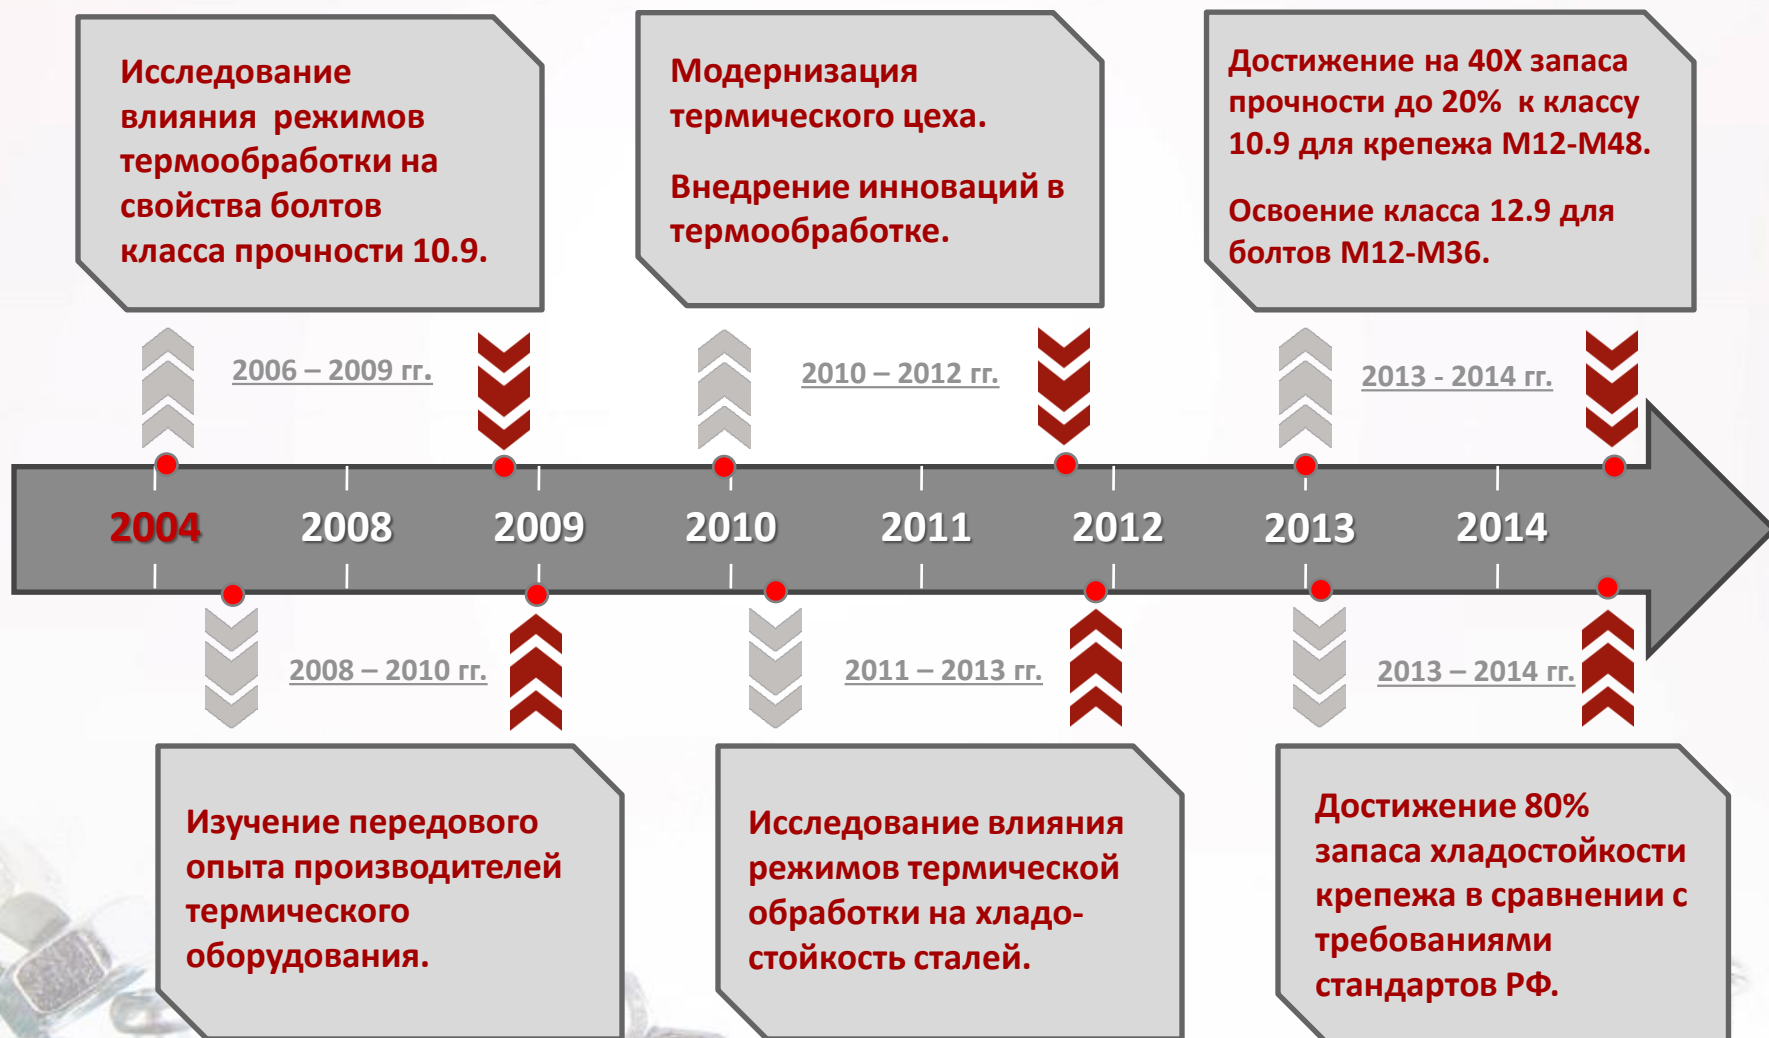 Исследование
влияния режимов
термообработки на
свойства болтов
класса прочности 10.9.
Модернизация
термического цеха.
Внедрение инноваций в
термообработке.
Достижение на 40Х запаса
прочности до 20% к классу
10.9 для крепежа М12-М48.
Освоение класса 12.9 для
болтов М12-М36.
2006 – 2009 гг.
2010 – 2012 гг.
2013 - 2014 гг.
2004 2008 2009 2010 2011 2012 2013 2014
2008 – 2010 гг.
2011 – 2013 гг.
2013 – 2014 гг.
Изучение передового
опыта производителей
термического
оборудования.
Исследование влияния
режимов термической
обработки на хладо-
стойкость сталей.
Достижение 80%
запаса хладостойкости
крепежа в сравнении с
требованиями
стандартов РФ.